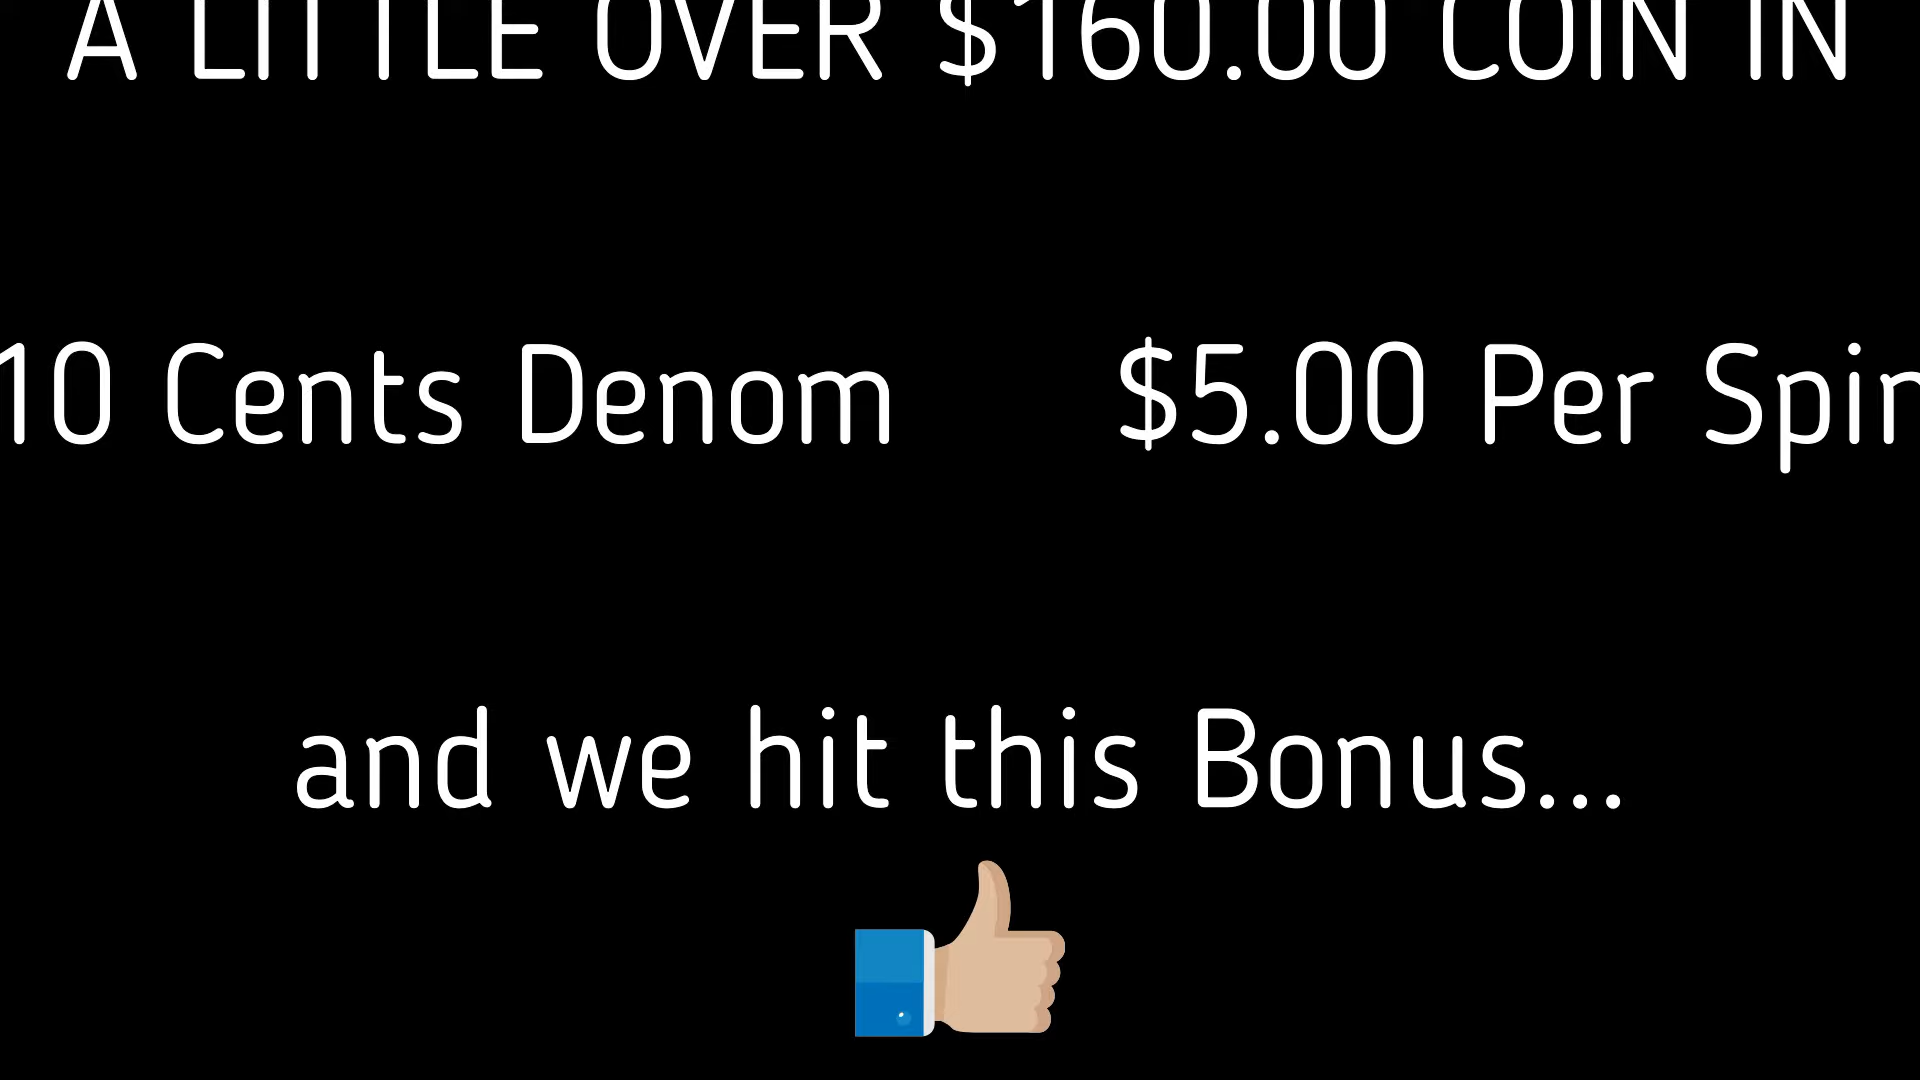 A LITTLE OVER $160.00 COIN IN
10 Cents Denom $5.00 Per Spin
and we hit this Bonus...